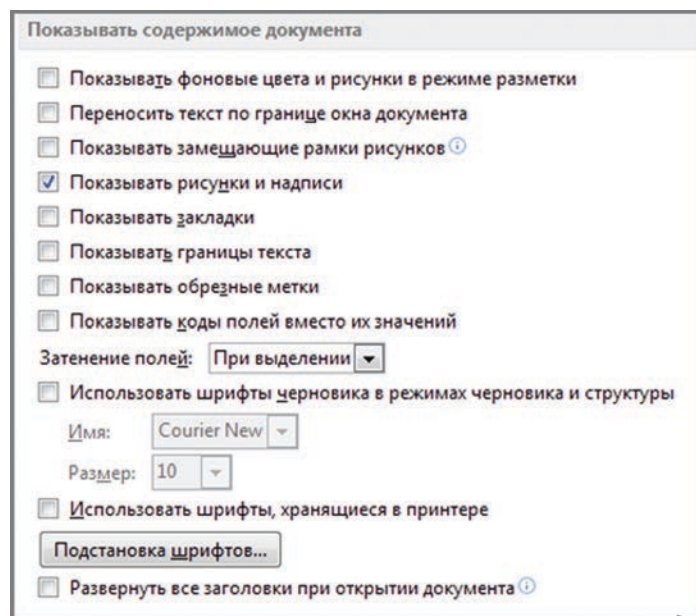 Показывать содержимое документа
Показывать фоновые цвета и рисунки в режиме разметки
Переносить текст по границе окна документа
Показывать замещающие рамки рисунков
Показывать рисунки и надписи
Показывать закладки
Показывать границы текста
Показывать обрезные метки
Показывать коды полей вместо их значений
Затенение полей: При выделении
Использовать шрифты черновика в режимах черновика и структуры
Имя: Courier New
Размер: 10
Использовать шрифты, хранящиеся в принтере
Подстановка шрифтов...
Развернуть все заголовки при открытии документа